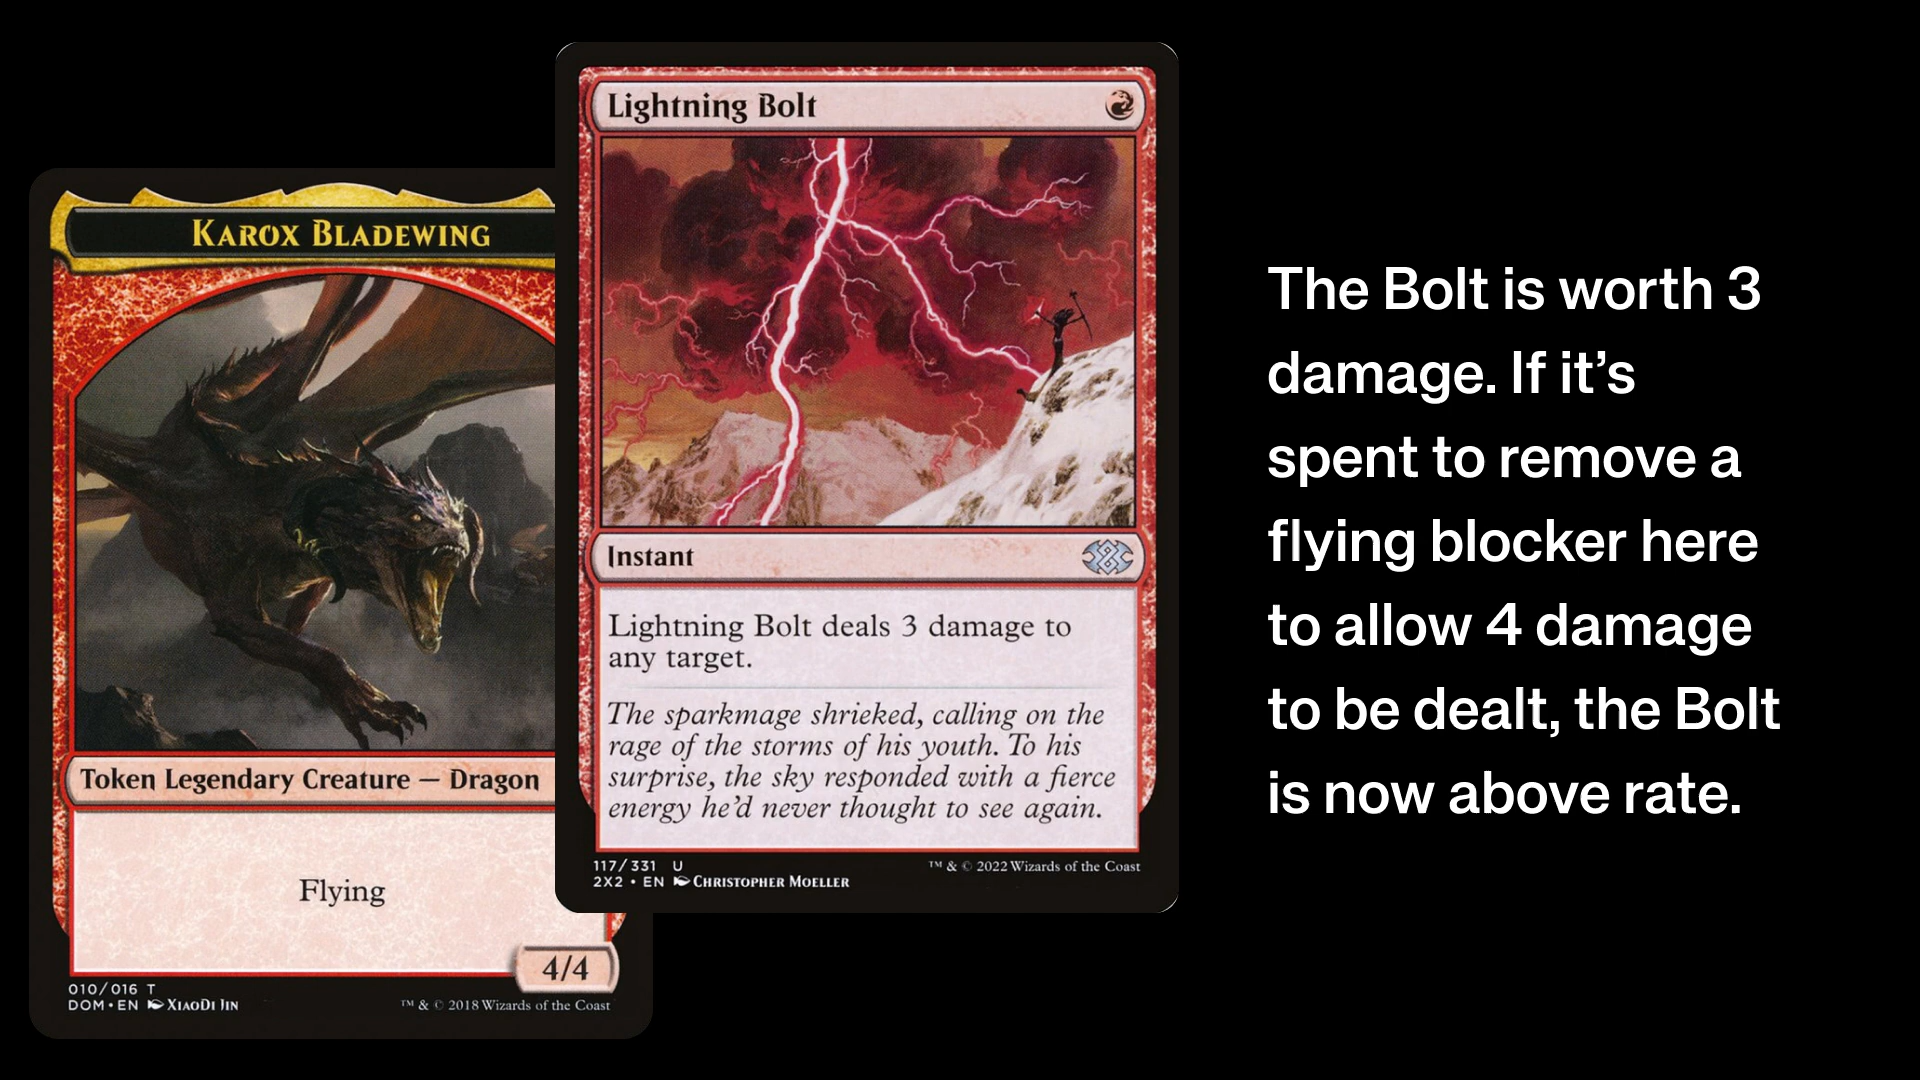 Karox Bladewing
Token Legendary Creature — Dragon
Flying
4/4
010/016 T
DOM • EN XiaoDi Jin
™ & © 2018 Wizards of the Coast
Lightning Bolt
Instant
Lightning Bolt deals 3 damage to
any target.
The sparkmage shrieked, calling on the
rage of the storms of his youth. To his
surprise, the sky responded with a fierce
energy he’d never thought to see again.
117/331 U
2X2 • EN Christopher Moeller
™ & © 2022 Wizards of the Coast
The Bolt is worth 3
damage. If it’s
spent to remove a
flying blocker here
to allow 4 damage
to be dealt, the Bolt
is now above rate.